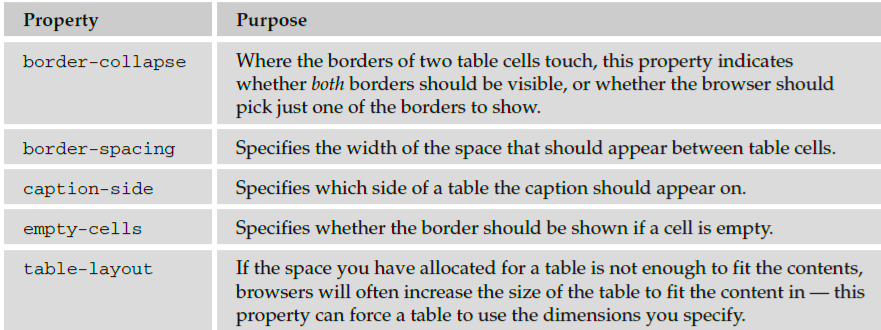 Property Purpose
border-collapse Where the borders of two table cells touch, this property indicates
whether both borders should be visible, or whether the browser should
pick just one of the borders to show.
border-spacing Specifies the width of the space that should appear between table cells.
caption-side Specifies which side of a table the caption should appear on.
empty-cells Specifies whether the border should be shown if a cell is empty.
table-layout If the space you have allocated for a table is not enough to fit the contents,
browsers will often increase the size of the table to fit the content in — this
property can force a table to use the dimensions you specify.